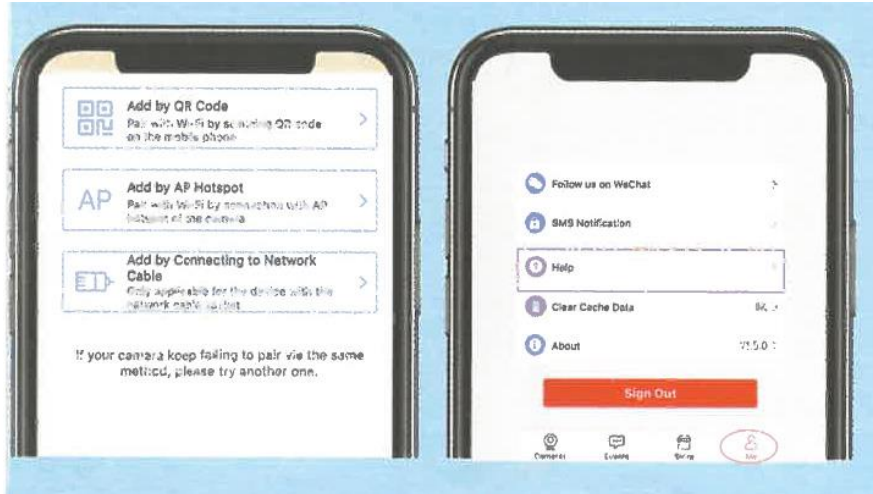 Add by QR Code
Pair with Wi-Fi by scanning QR code
on the mobile phone
AP
Add by AP Hotspot
Pair with Wi-Fi by connecting with AP
hotspot of the camera
Add by Connecting to Network
Cable
Only applicable for the device with the
network cable socket
If your camera keep failing to pair via the same
method, please try another one.
Follow us on WeChat
SMS Notification
Help
Clear Cache Data
About
Sign Out
Cameras
Events
Me